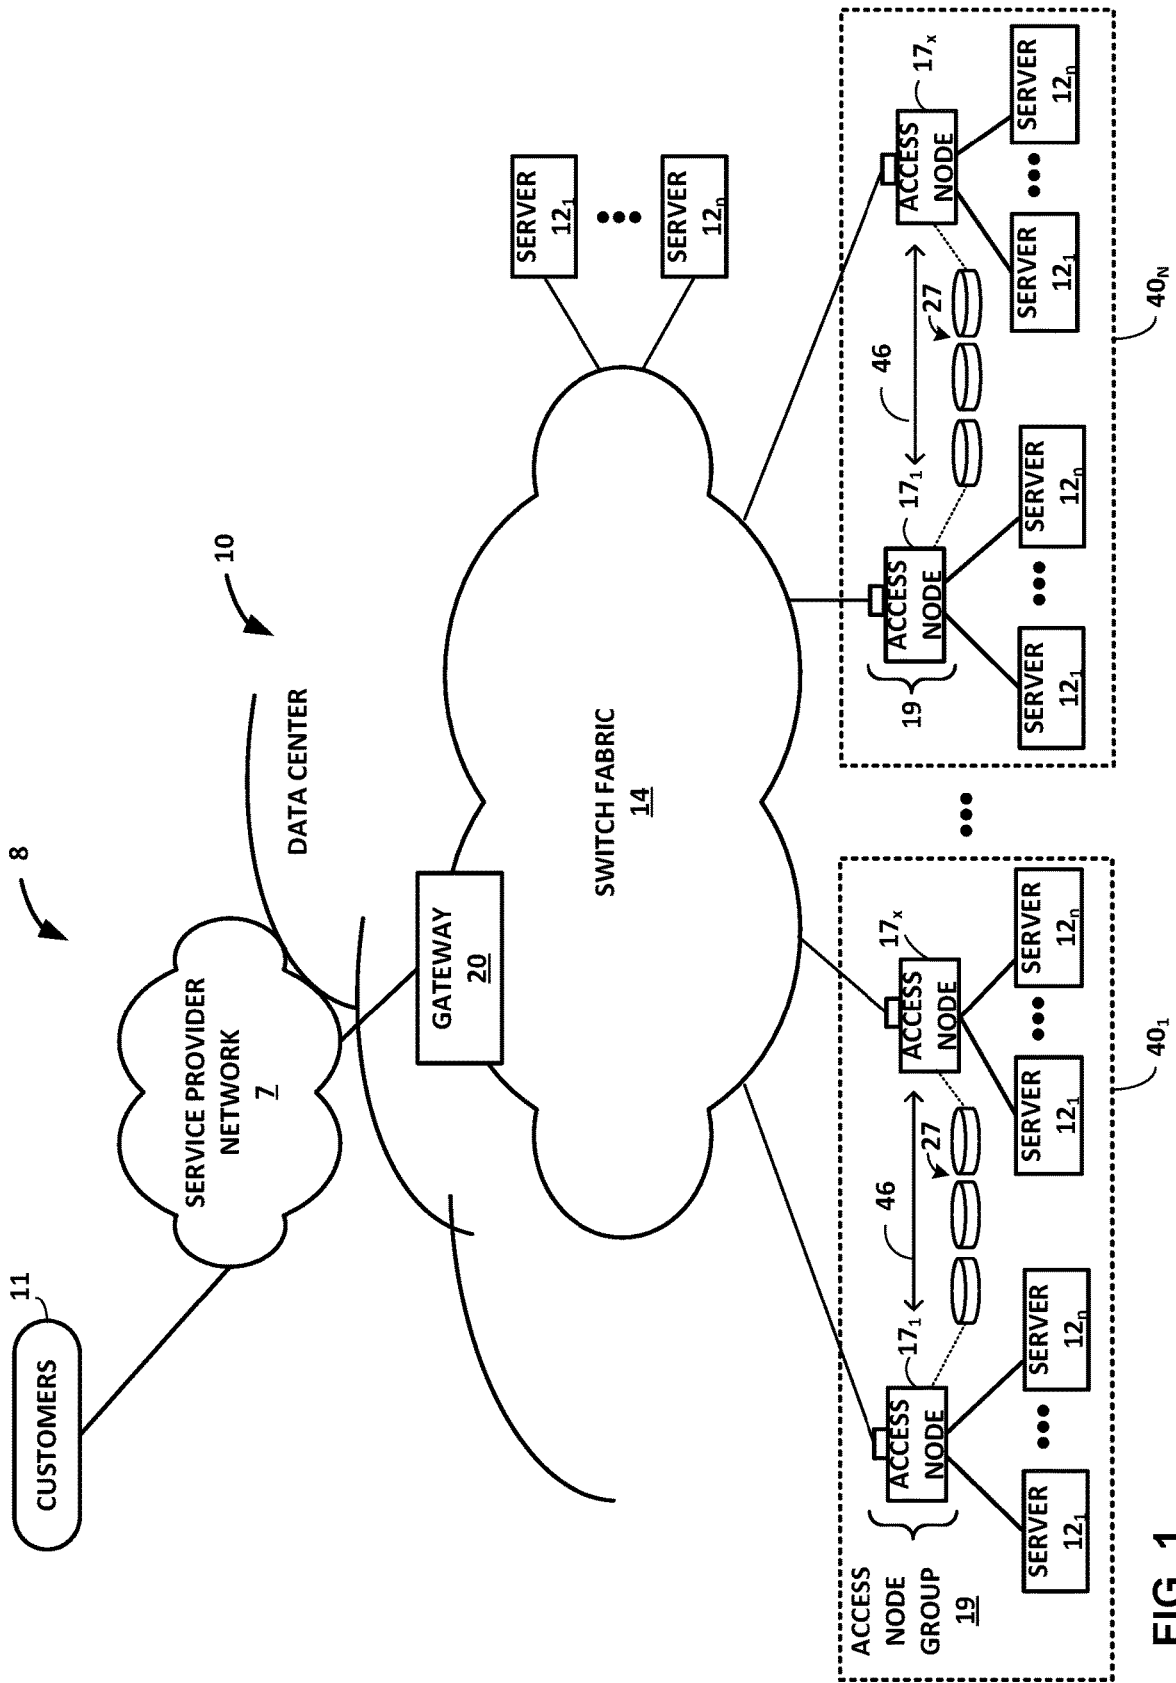 8
CUSTOMERS
11
SERVICE PROVIDER
NETWORK
7
10
DATA CENTER
GATEWAY
20
SWITCH FABRIC
14
SERVER
12₁
SERVER
12ₙ
ACCESS
NODE
GROUP
19
ACCESS
NODE
17₁
46
27
ACCESS
NODE
17ₓ
SERVER
12₁
SERVER
12ₙ
SERVER
12₁
SERVER
12ₙ
40₁
19
ACCESS
NODE
17₁
46
27
ACCESS
NODE
17ₓ
SERVER
12₁
SERVER
12ₙ
SERVER
12₁
SERVER
12ₙ
40_N
FIG. 1